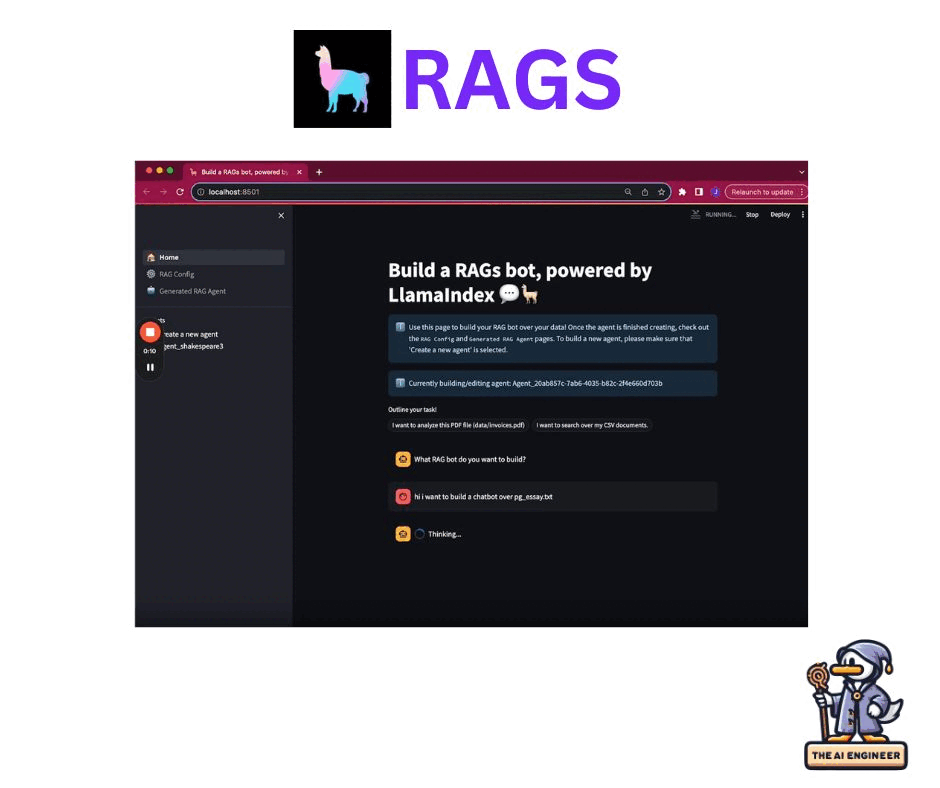 RAGS
Build a RAGs bot, powered by
localhost:8501
Relaunch to update
RUNNING...
Stop
Deploy
Home
RAG Config
Generated RAG Agent
0:10
Build a RAGs bot, powered by
LlamaIndex
Use this page to build your RAG bot over your data! Once the agent is finished creating, check out
the RAG Config and Generated RAG Agent pages. To build a new agent, please make sure that
'Create a new agent' is selected.
Currently building/editing agent: Agent_20ab857c-7ab6-4035-b82c-2f4e660d703b
Outline your task!
I want to analyze this PDF file (data/invoices.pdf)
I want to search over my CSV documents.
What RAG bot do you want to build?
hi i want to build a chatbot over pg_essay.txt
Thinking...
ts
reate a new agent
gent_shakespeare3
J
THE AI ENGINEER